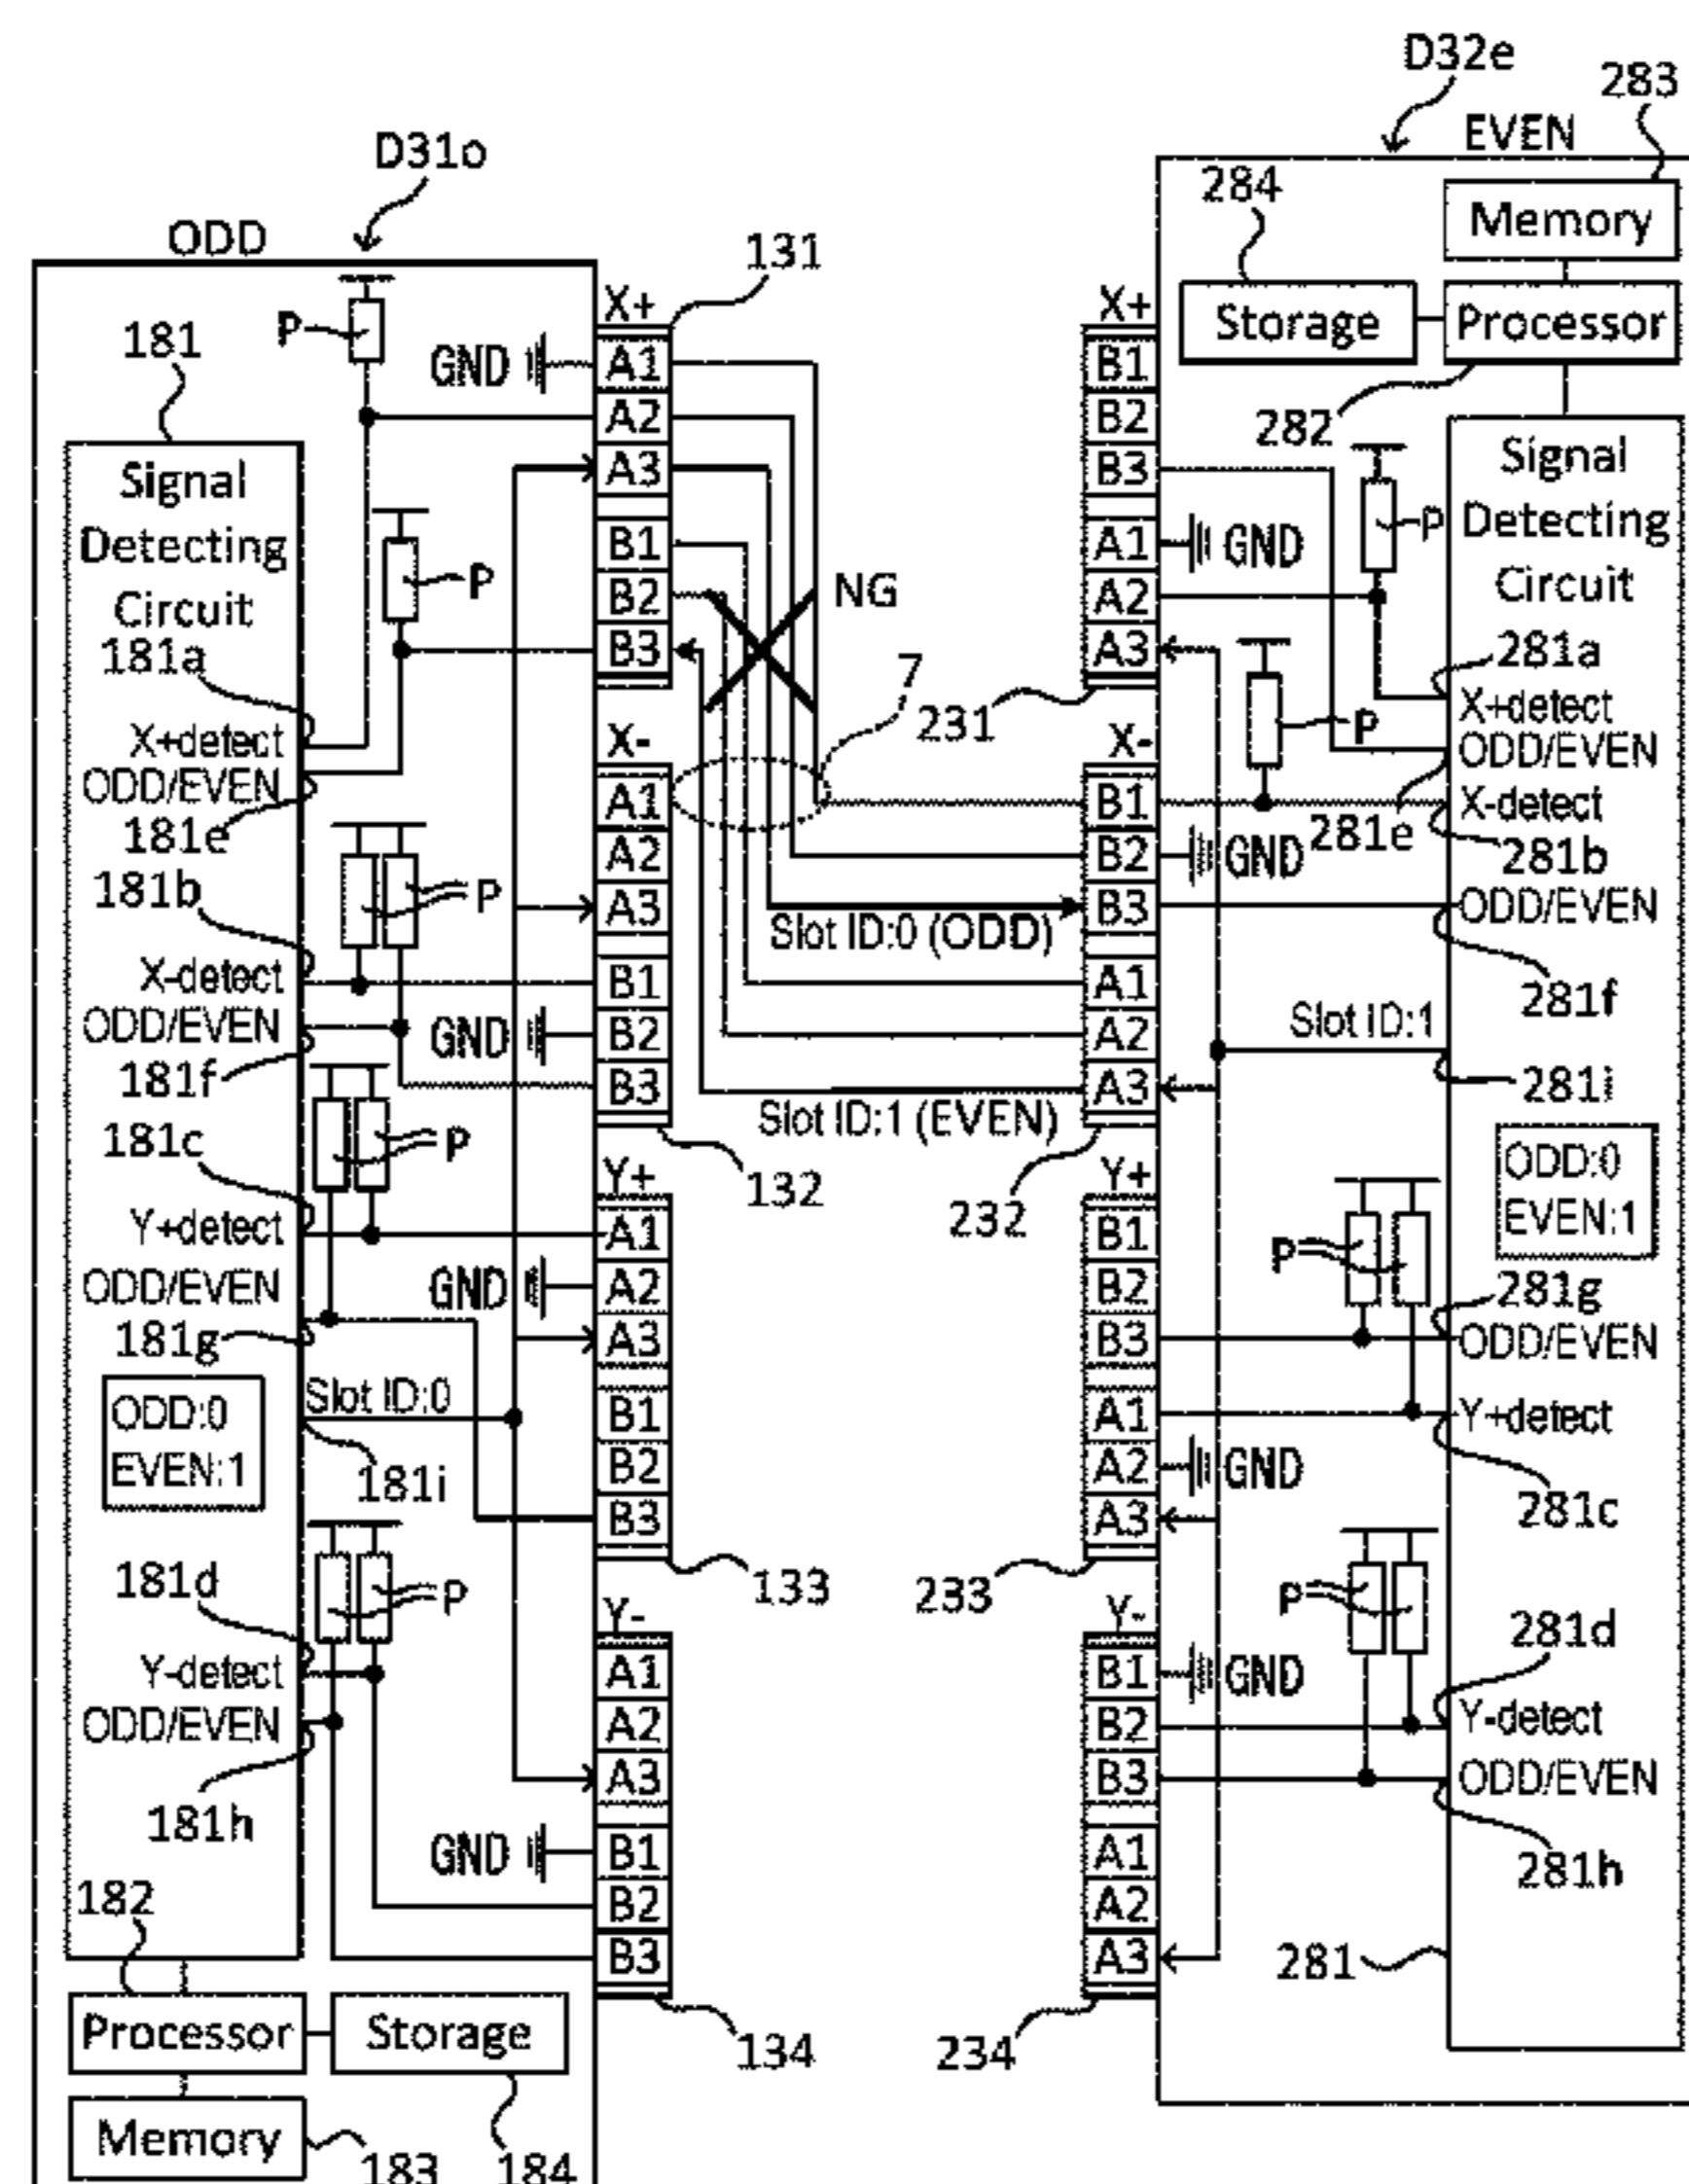 D32e
283
EVEN
284
Memory
Storage
Processor
282
D31o
ODD
131
P
181
X+
GND
A1
A2
A3
B1
B2
B3
Signal
Detecting
Circuit
181a
P
X+detect
ODD/EVEN
181e
181b
P
X-detect
ODD/EVEN
181f
181c
P
Y+detect
ODD/EVEN
181g
ODD:0
EVEN:1
Slot ID:0
181i
181d
P
Y-detect
ODD/EVEN
181h
182
Processor
Storage
Memory
183
184
NG
7
X-
A1
A2
A3
B1
GND
B2
B3
132
Y+
A1
GND
A2
A3
B1
B2
B3
133
Y-
A1
A2
A3
GND
B1
B2
B3
134
Slot ID:0 (ODD)
Slot ID:1 (EVEN)
X+
B1
B2
B3
A1
GND
A2
A3
231
X-
B1
B2
GND
B3
A1
A2
A3
232
Y+
B1
B2
B3
A1
A2
GND
A3
233
Y-
B1
GND
B2
B3
A1
A2
A3
234
Signal
Detecting
Circuit
P
281a
X+detect
P
ODD/EVEN
X-detect
281e
281b
ODD/EVEN
281f
Slot ID:1
281i
ODD:0
EVEN:1
P
281g
ODD/EVEN
Y+detect
281c
P
281d
Y-detect
ODD/EVEN
281h
281